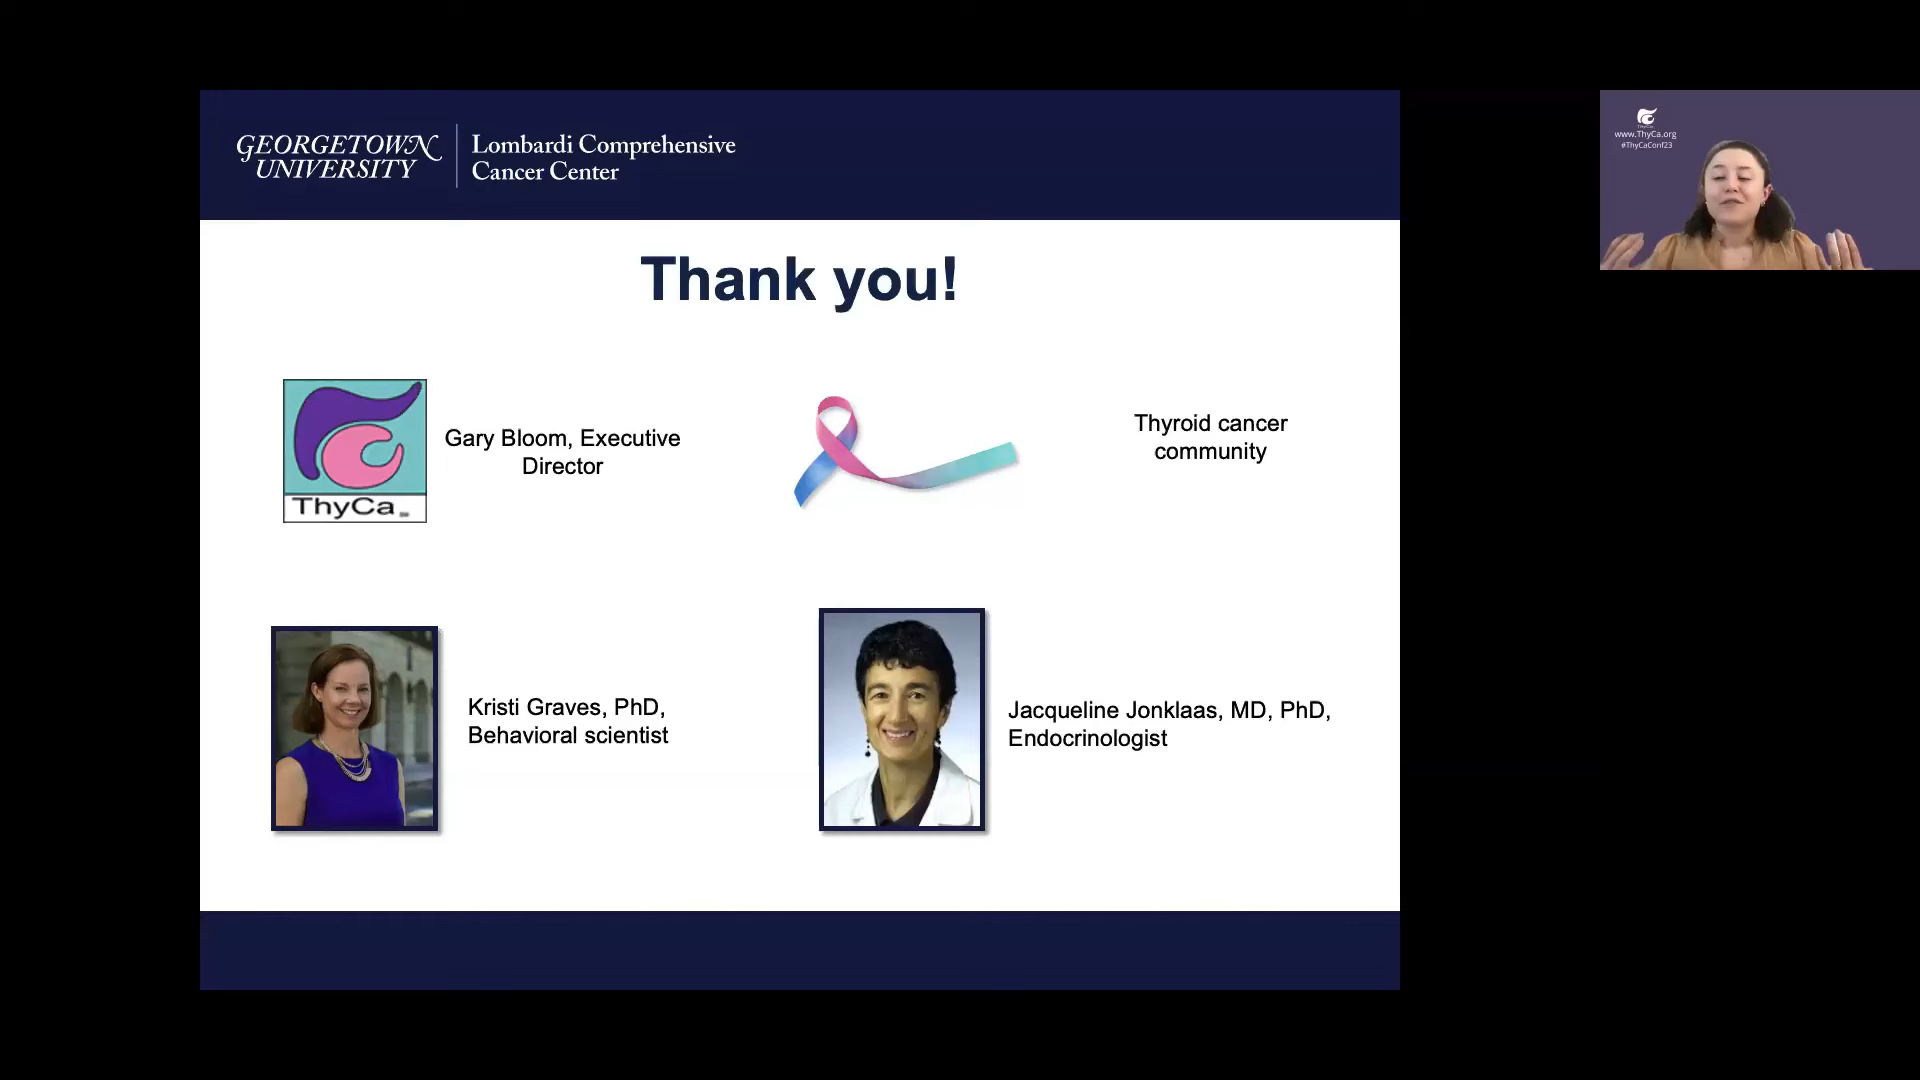 GEORGETOWN
UNIVERSITY
Lombardi Comprehensive
Cancer Center
www.ThyCa.org
#ThyCaConf23
Thank you!
ThyCa
Gary Bloom, Executive
Director
Thyroid cancer
community
Kristi Graves, PhD,
Behavioral scientist
Jacqueline Jonklaas, MD, PhD,
Endocrinologist